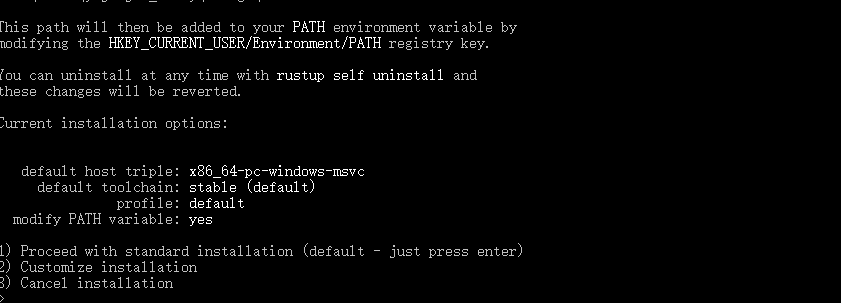 This path will then be added to your PATH environment variable by
modifying the HKEY_CURRENT_USER/Environment/PATH registry key.
You can uninstall at any time with rustup self uninstall and
these changes will be reverted.
Current installation options:
default host triple: x86_64-pc-windows-msvc
default toolchain: stable (default)
profile: default
modify PATH variable: yes
1) Proceed with standard installation (default - just press enter)
2) Customize installation
3) Cancel installation
>